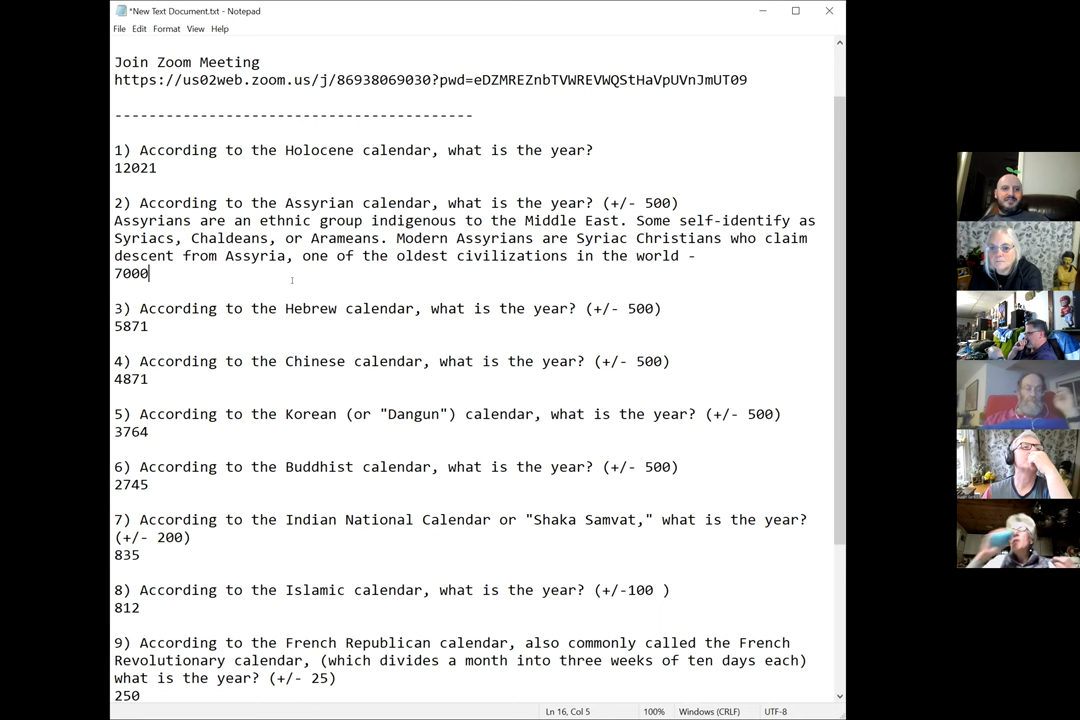 *New Text Document.txt - Notepad
File Edit Format View Help
Join Zoom Meeting
https://us02web.zoom.us/j/86938069030?pwd=eDZMREZnbTVWREVWQStHaVpUVnJmUT09
------------------------------------------
1) According to the Holocene calendar, what is the year?
12021
2) According to the Assyrian calendar, what is the year? (+/- 500)
Assyrians are an ethnic group indigenous to the Middle East. Some self-identify as
Syriacs, Chaldeans, or Arameans. Modern Assyrians are Syriac Christians who claim
descent from Assyria, one of the oldest civilizations in the world -
7000
3) According to the Hebrew calendar, what is the year? (+/- 500)
5871
4) According to the Chinese calendar, what is the year? (+/- 500)
4871
5) According to the Korean (or "Dangun") calendar, what is the year? (+/- 500)
3764
6) According to the Buddhist calendar, what is the year? (+/- 500)
2745
7) According to the Indian National Calendar or "Shaka Samvat," what is the year?
(+/- 200)
835
8) According to the Islamic calendar, what is the year? (+/-100 )
812
9) According to the French Republican calendar, also commonly called the French
Revolutionary calendar, (which divides a month into three weeks of ten days each)
what is the year? (+/- 25)
250
Ln 16, Col 5 100% Windows (CRLF) UTF-8